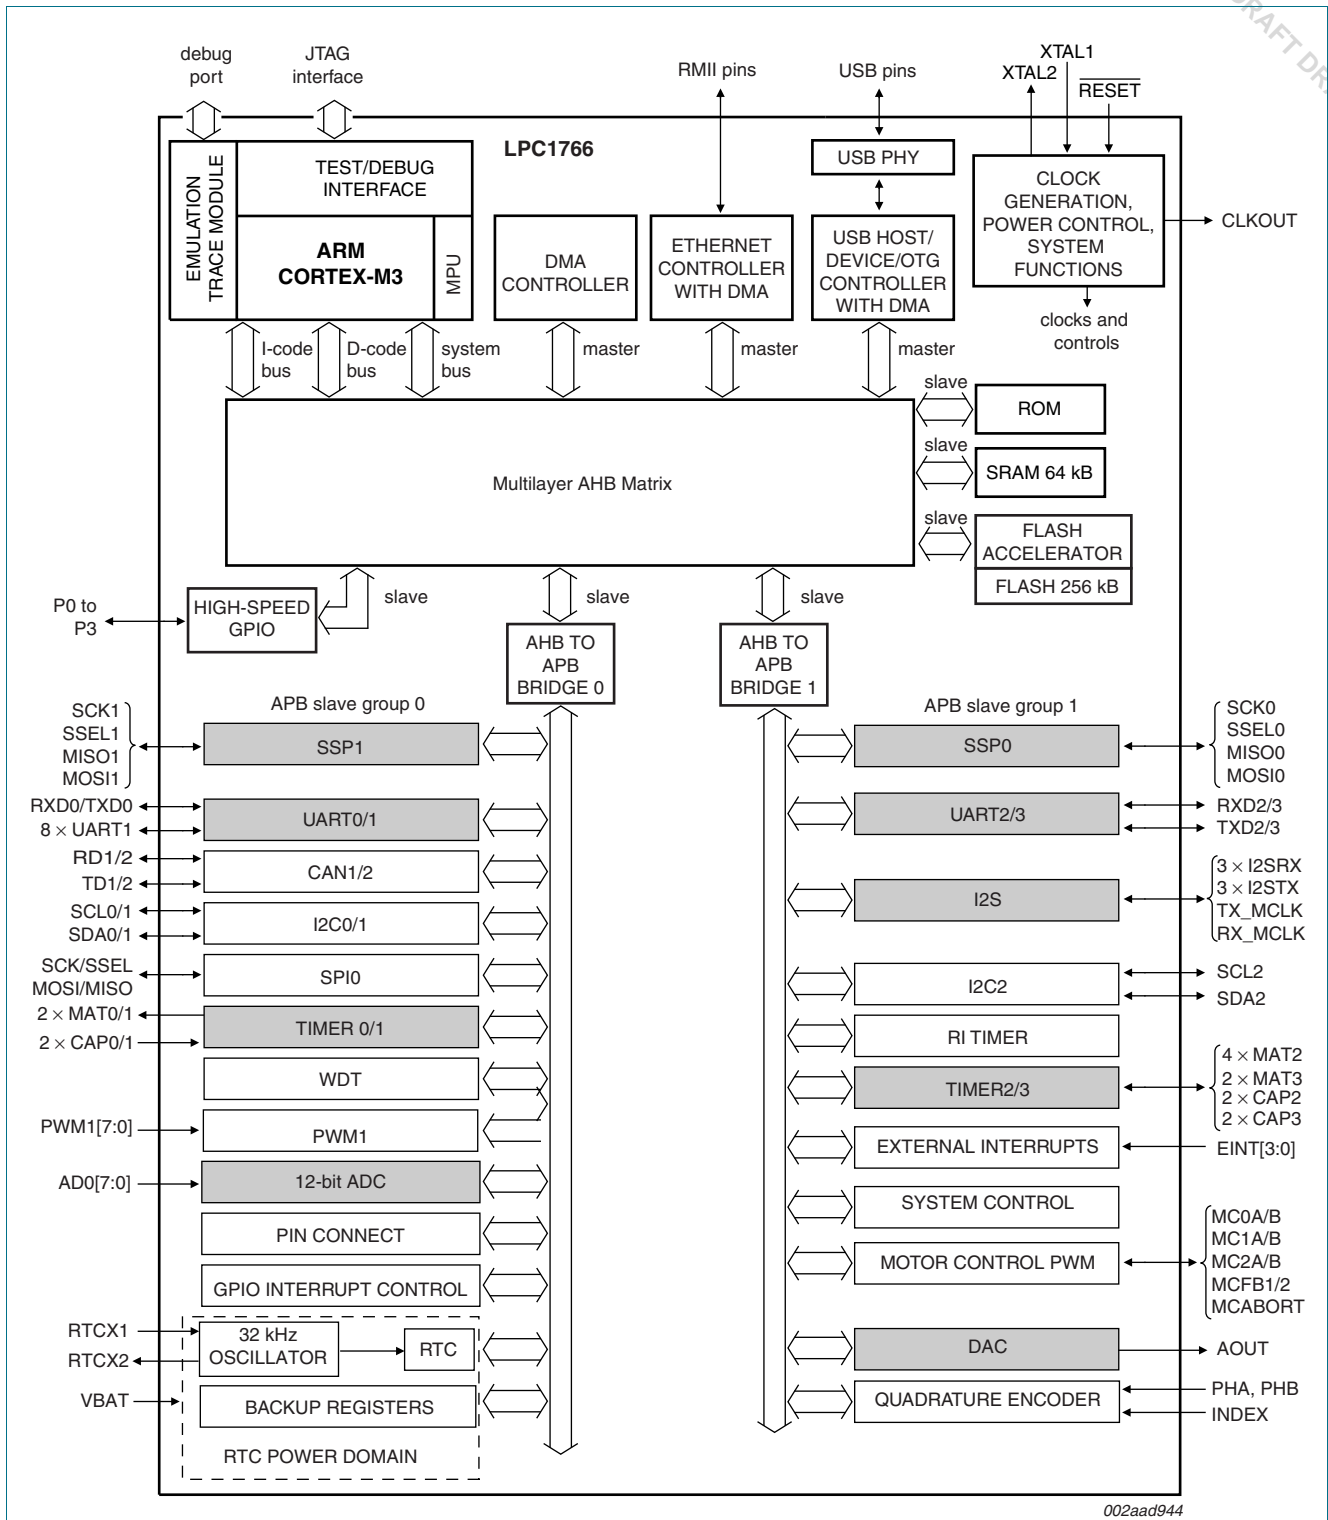 DRAFT
debug
port
JTAG
interface
RMII pins
USB pins
XTAL1
XTAL2
RESET
LPC1766
EMULATION
TRACE MODULE
TEST/DEBUG
INTERFACE
ARM
CORTEX-M3
MPU
DMA
CONTROLLER
ETHERNET
CONTROLLER
WITH DMA
USB PHY
USB HOST/
DEVICE/OTG
CONTROLLER
WITH DMA
CLOCK
GENERATION,
POWER CONTROL,
SYSTEM
FUNCTIONS
CLKOUT
clocks and
controls
I-code
bus
D-code
bus
system
bus
master
master
master
slave
ROM
slave
SRAM 64 kB
Multilayer AHB Matrix
slave
FLASH
ACCELERATOR
FLASH 256 kB
P0 to
P3
HIGH-SPEED
GPIO
slave
slave
slave
AHB TO
APB
BRIDGE 0
AHB TO
APB
BRIDGE 1
APB slave group 0
APB slave group 1
SCK1
SSEL1
MISO1
MOSI1
SSP1
RXD0/TXD0
8 × UART1
UART0/1
RD1/2
TD1/2
CAN1/2
SCL0/1
SDA0/1
I2C0/1
SCK/SSEL
MOSI/MISO
SPI0
2 × MAT0/1
2 × CAP0/1
TIMER 0/1
WDT
PWM1[7:0]
PWM1
AD0[7:0]
12-bit ADC
PIN CONNECT
GPIO INTERRUPT CONTROL
RTCX1
RTCX2
32 kHz
OSCILLATOR
RTC
VBAT
BACKUP REGISTERS
RTC POWER DOMAIN
SSP0
SCK0
SSEL0
MISO0
MOSI0
UART2/3
RXD2/3
TXD2/3
I2S
3 × I2SRX
3 × I2STX
TX_MCLK
RX_MCLK
I2C2
SCL2
SDA2
RI TIMER
TIMER2/3
4 × MAT2
2 × MAT3
2 × CAP2
2 × CAP3
EXTERNAL INTERRUPTS
EINT[3:0]
SYSTEM CONTROL
MOTOR CONTROL PWM
MC0A/B
MC1A/B
MC2A/B
MCFB1/2
MCABORT
DAC
AOUT
QUADRATURE ENCODER
PHA, PHB
INDEX
002aad944